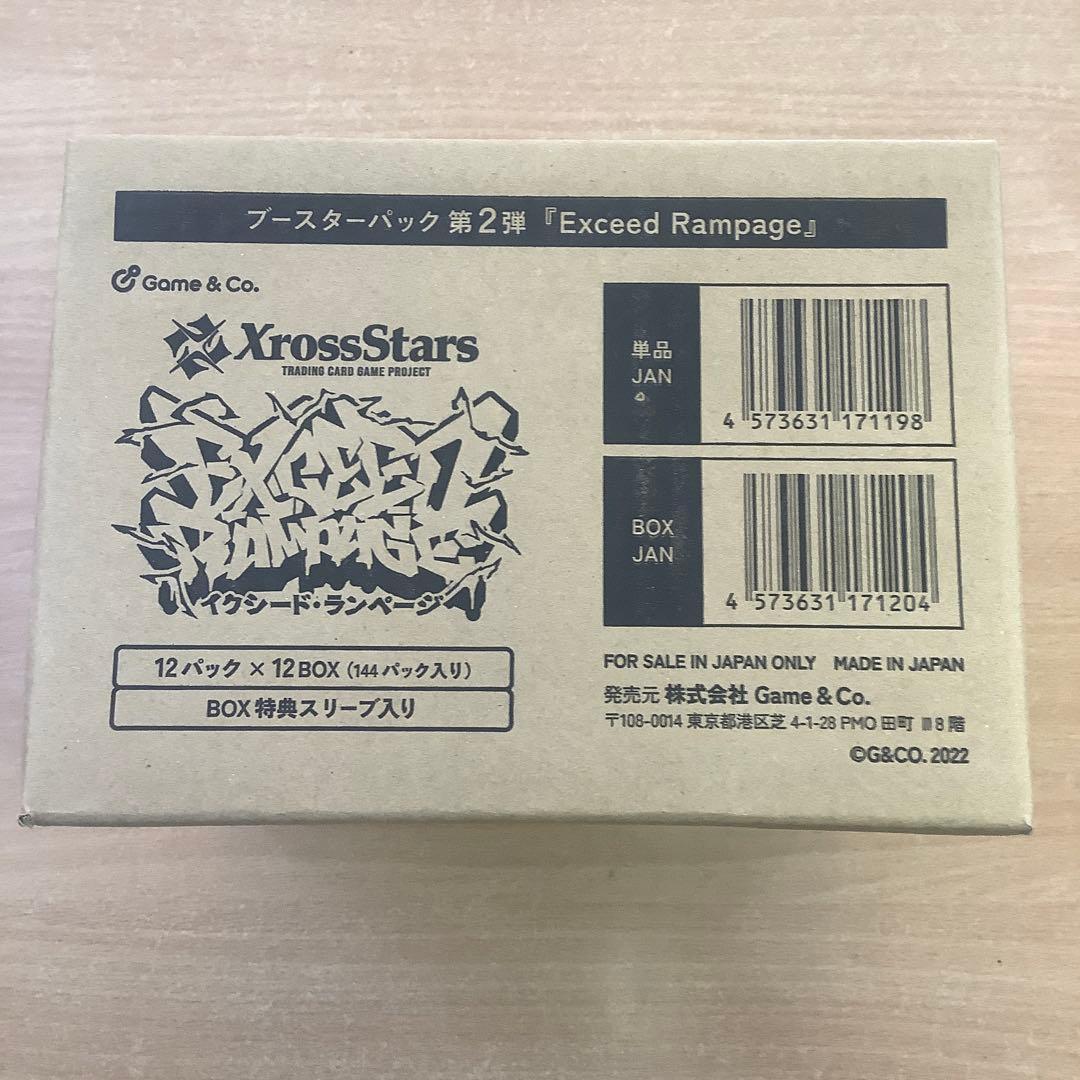 ブースターパック 第2弾『Exceed Rampage』
Game & Co.
XrossStars
TRADING CARD GAME PROJECT
EXCEED
RAMPAGE
イクシード・ランページ
12パック × 12BOX（144パック入り）
BOX特典スリーブ入り
単品
JAN
4 573631 171198
BOX
JAN
4 573631 171204
FOR SALE IN JAPAN ONLY MADE IN JAPAN
発売元 株式会社 Game & Co.
〒108-0014 東京都港区芝 4-1-28 PMO 田町 Ⅲ 8 階
©G&CO. 2022